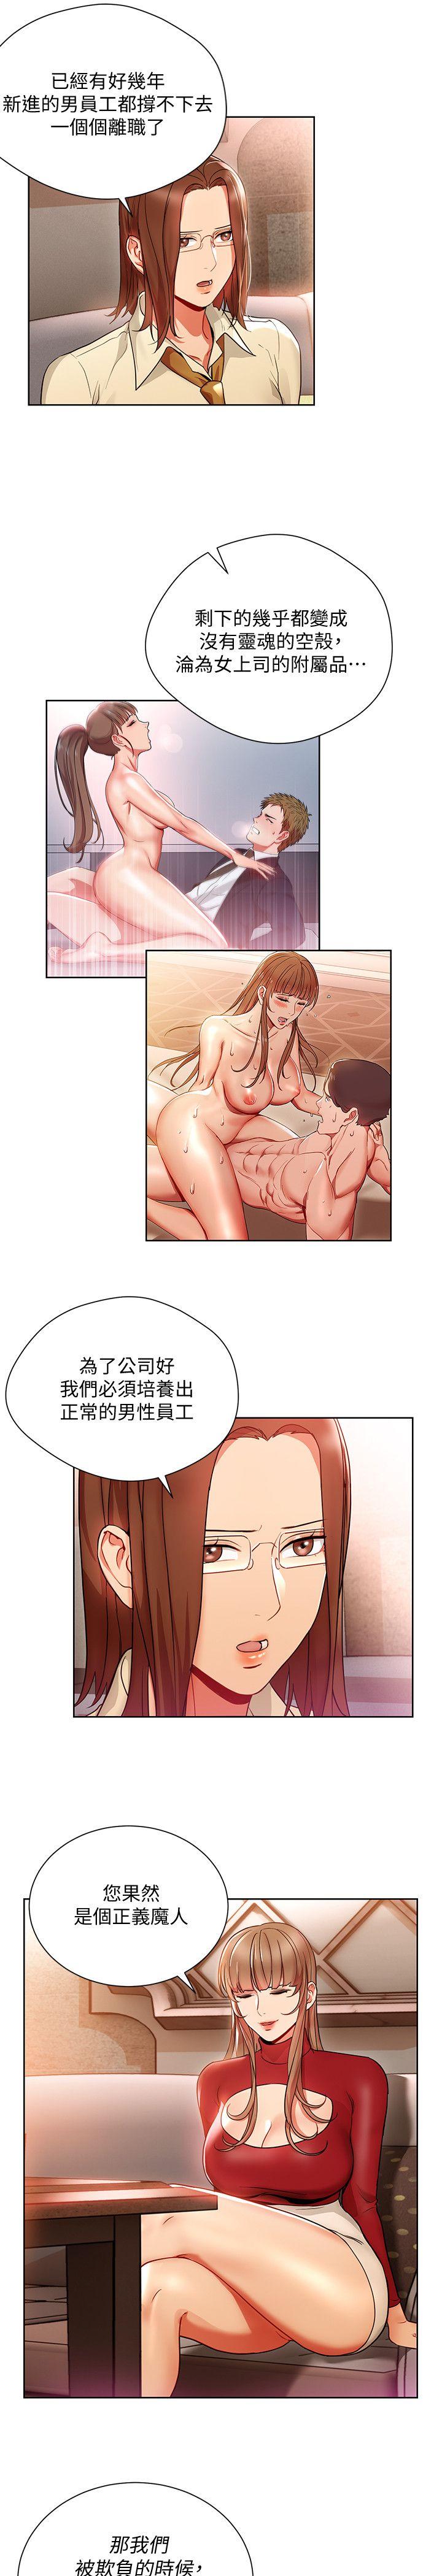 已經有好幾年
新進的男員工都撐不下去
一個個離職了
剩下的幾乎都變成
沒有靈魂的空殼,
淪為女上司的附屬品…
為了公司好
我們必須培養出
正常的男性員工
您果然
是個正義魔人
那我們
被欺負的時候,